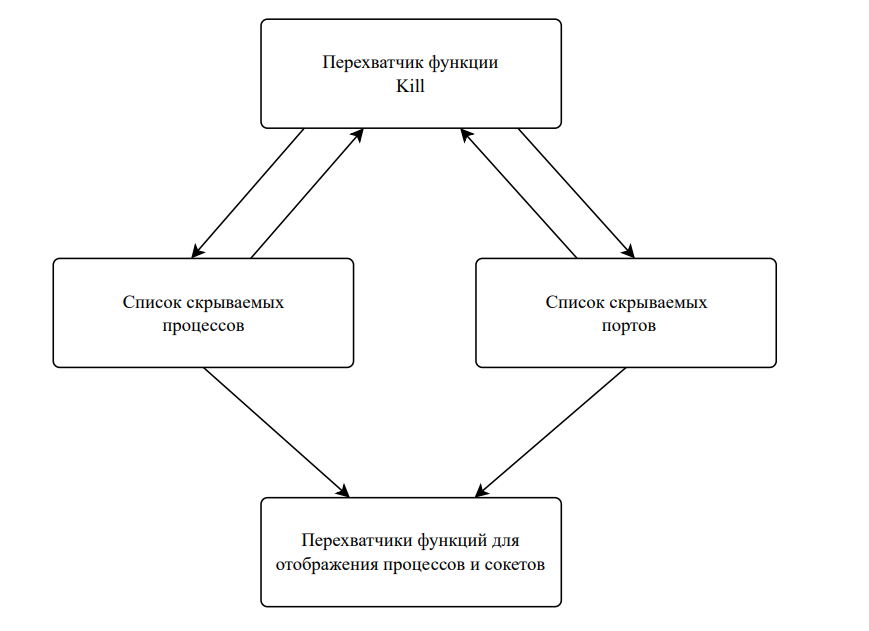 Перехватчик функции
Kill
Список скрываемых
процессов
Список скрываемых
портов
Перехватчики функций для
отображения процессов и сокетов